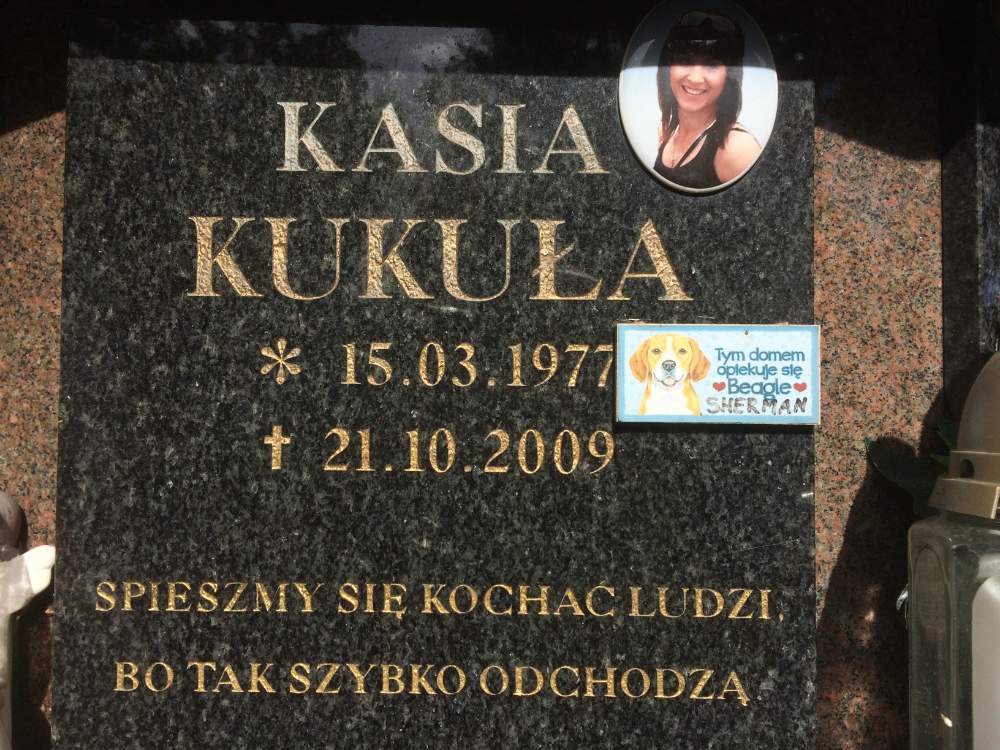 KASIA
KUKUŁA
* 15.03.1977
✝ 21.10.2009
Tym domem
opiekuje się
Beagle
SHERMAN
SPIESZMY SIĘ KOCHAĆ LUDZI,
BO TAK SZYBKO ODCHODZĄ